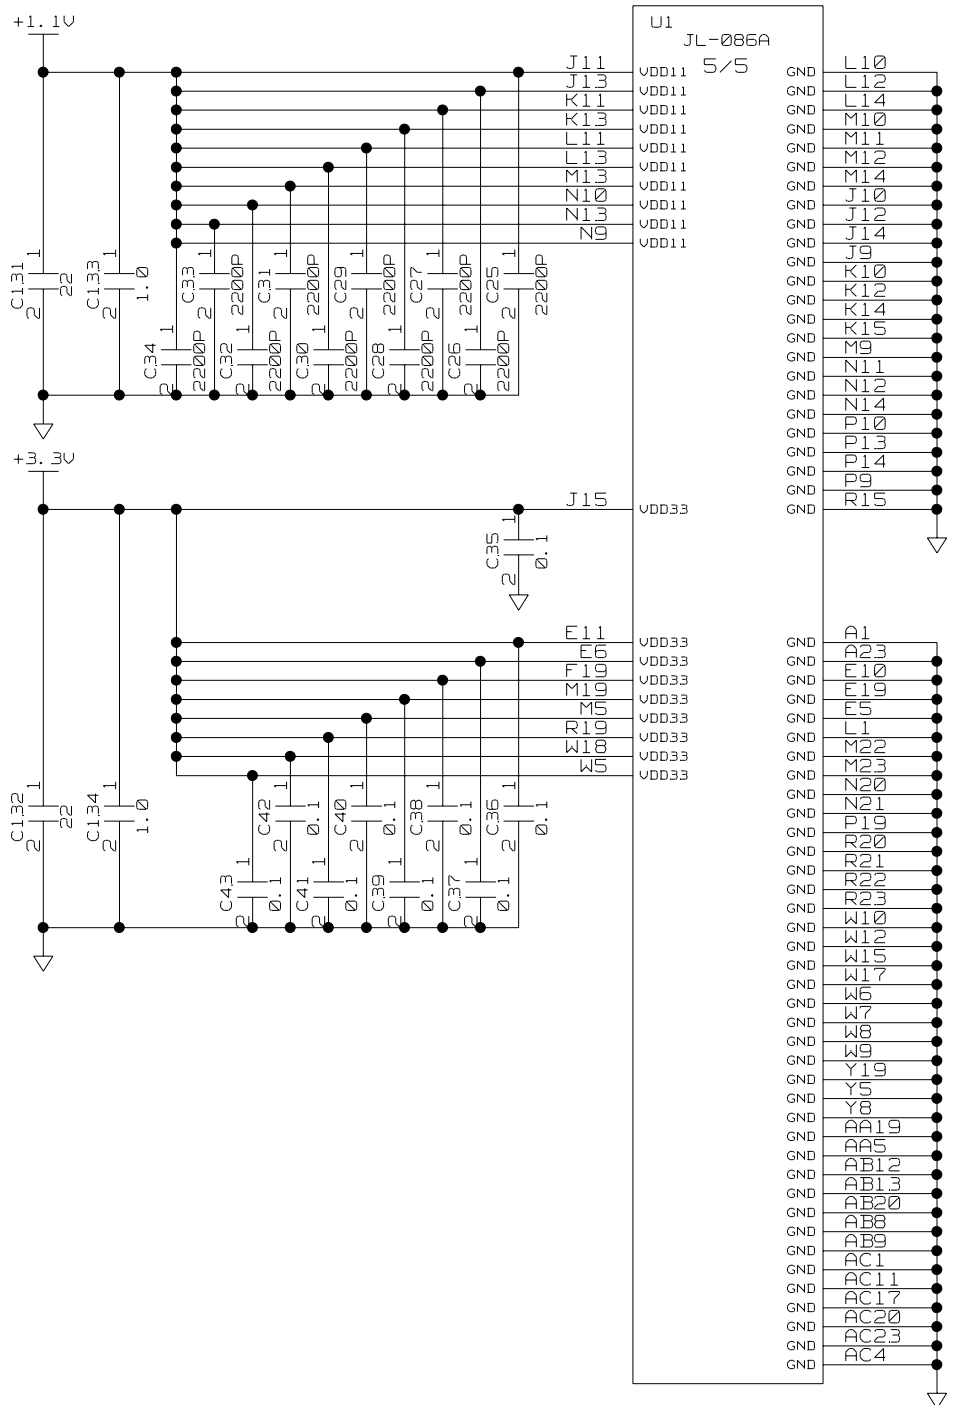 +1.1V
U1
JL-086A
5/5
J11
J13
K11
K13
L11
L13
M13
N10
N13
N9
VDD11
VDD11
VDD11
VDD11
VDD11
VDD11
VDD11
VDD11
VDD11
VDD11
C131
1
2
22
C133
1
2
1.0
C33
1
2
2200P
C31
1
2
2200P
C29
1
2
2200P
C27
1
2
2200P
C25
1
2
2200P
C34
1
2
2200P
C32
1
2
2200P
C30
1
2
2200P
C28
1
2
2200P
C26
1
2
2200P
GND L10
GND L12
GND L14
GND M10
GND M11
GND M12
GND M14
GND J10
GND J12
GND J14
GND J9
GND K10
GND K12
GND K14
GND K15
GND M9
GND N11
GND N12
GND N14
GND P10
GND P13
GND P14
GND P9
GND R15
+3.3V
J15
VDD33
C35
1
2
0.1
E11
E6
F19
M19
M5
R19
W18
W5
VDD33
VDD33
VDD33
VDD33
VDD33
VDD33
VDD33
VDD33
C132
1
2
22
C134
1
2
1.0
C42
1
2
0.1
C40
1
2
0.1
C38
1
2
0.1
C36
1
2
0.1
C43
1
2
0.1
C41
1
2
0.1
C39
1
2
0.1
C37
1
2
0.1
GND A1
GND A23
GND E10
GND E19
GND E5
GND L1
GND M22
GND M23
GND N20
GND N21
GND P19
GND R20
GND R21
GND R22
GND R23
GND W10
GND W12
GND W15
GND W17
GND W6
GND W7
GND W8
GND W9
GND Y19
GND Y5
GND Y8
GND AA19
GND AA5
GND AB12
GND AB13
GND AB20
GND AB8
GND AB9
GND AC1
GND AC11
GND AC17
GND AC20
GND AC23
GND AC4